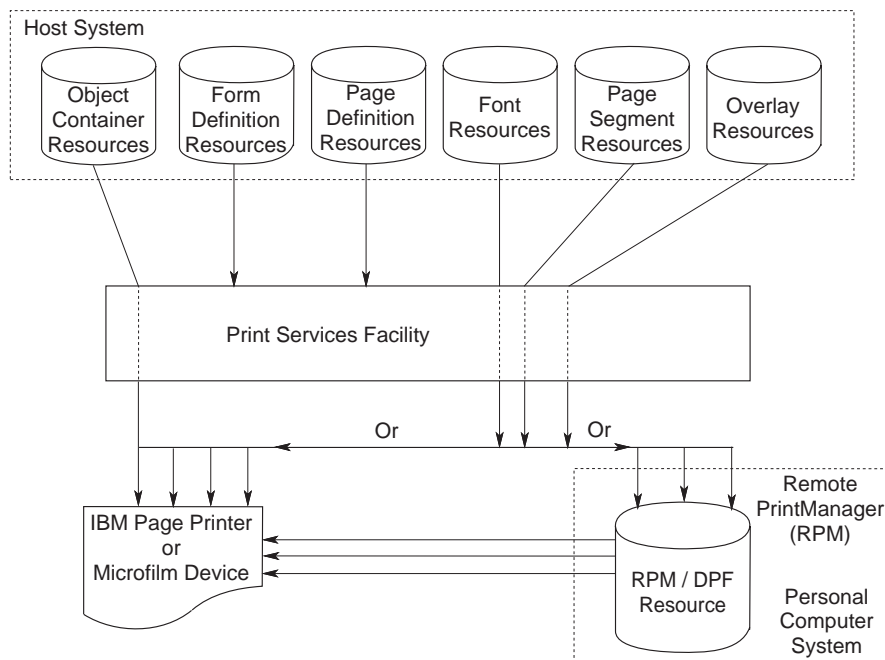 Host System
Object
Container
Resources
Form
Definition
Resources
Page
Definition
Resources
Font
Resources
Page
Segment
Resources
Overlay
Resources
Print Services Facility
Or
Or
IBM Page Printer
or
Microfilm Device
Remote
PrintManager
(RPM)
RPM / DPF
Resource
Personal
Computer
System